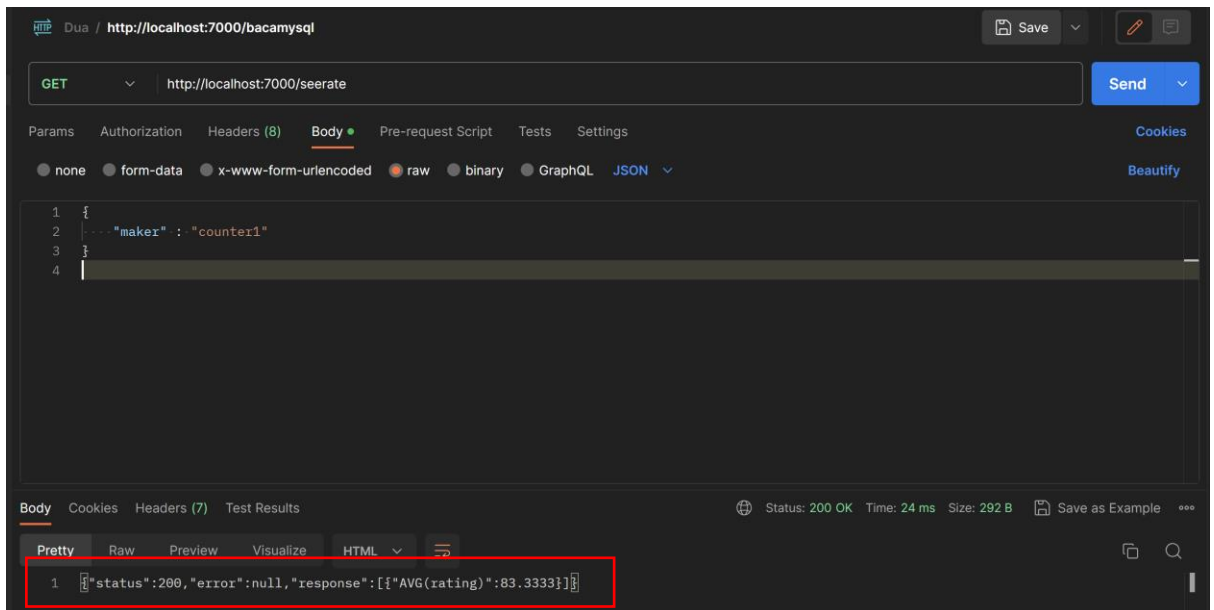 HTTP Dua / http://localhost:7000/bacamysql Save
GET http://localhost:7000/seerate Send
Params Authorization Headers (8) Body Pre-request Script Tests Settings Cookies
none form-data x-www-form-urlencoded raw binary GraphQL JSON Beautify
1 {
2 ····"maker"·:·"counter1"
3 }
4
Body Cookies Headers (7) Test Results Status: 200 OK Time: 24 ms Size: 292 B Save as Example
Pretty Raw Preview Visualize HTML
1 {"status":200,"error":null,"response":[{"AVG(rating)":83.3333}]}